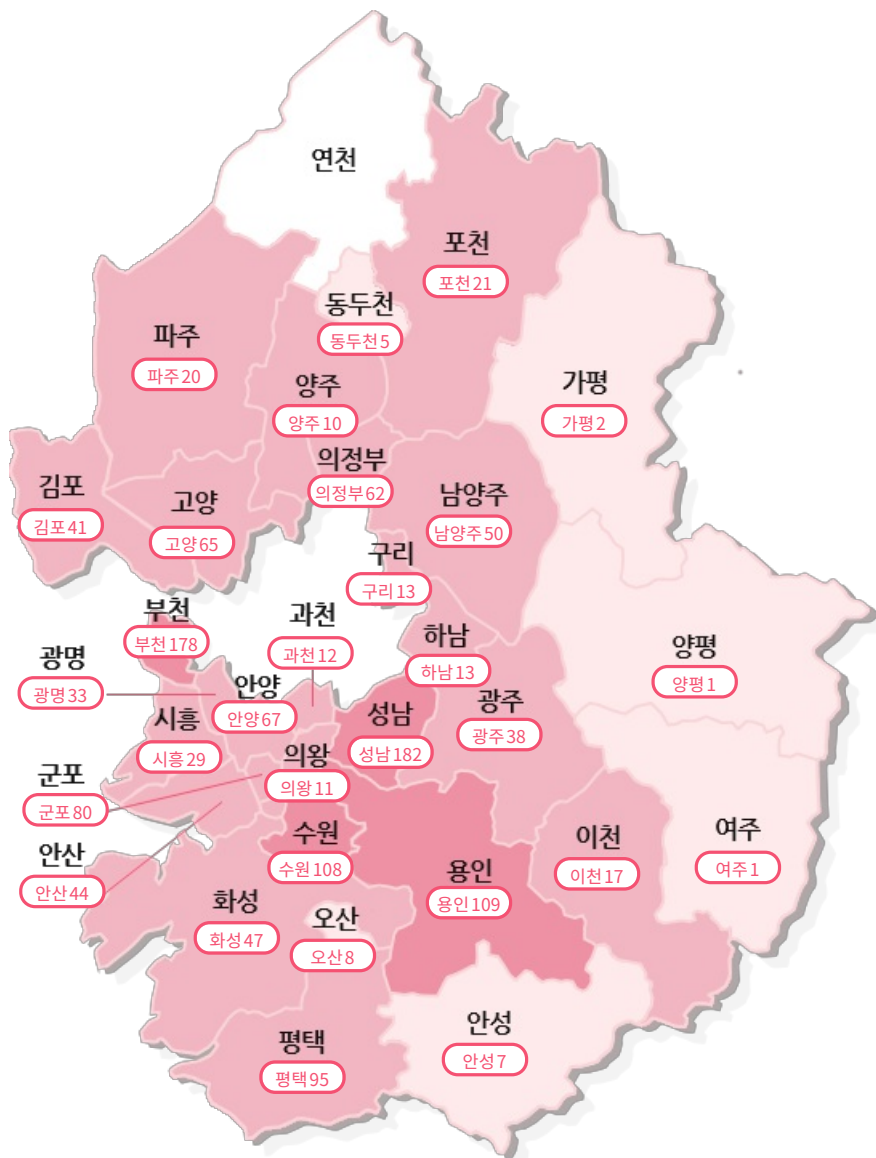 연천
포천
포천21
동두천
동두천5
파주
파주20
양주
양주10
가평
가평2
의정부
의정부62
김포
김포41
고양
고양65
남양주
남양주50
구리
구리13
부천
부천178
과천
과천12
하남
하남13
양평
양평1
광명
광명33
안양
안양67
성남
성남182
광주
광주38
시흥
시흥29
의왕
의왕11
군포
군포80
수원
수원108
이천
이천17
여주
여주1
안산
안산44
용인
용인109
화성
화성47
오산
오산8
안성
안성7
평택
평택95